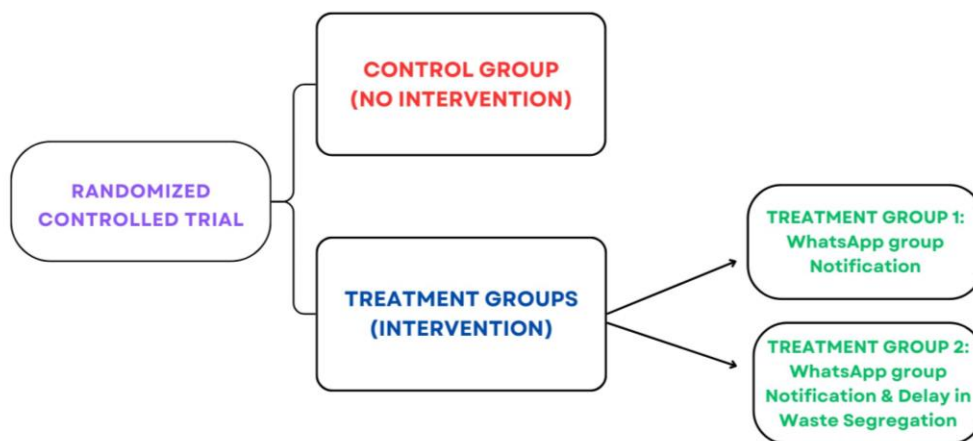 RANDOMIZED
CONTROLLED TRIAL
CONTROL GROUP
(NO INTERVENTION)
TREATMENT GROUPS
(INTERVENTION)
TREATMENT GROUP 1:
WhatsApp group
Notification
TREATMENT GROUP 2:
WhatsApp group
Notification & Delay in
Waste Segregation